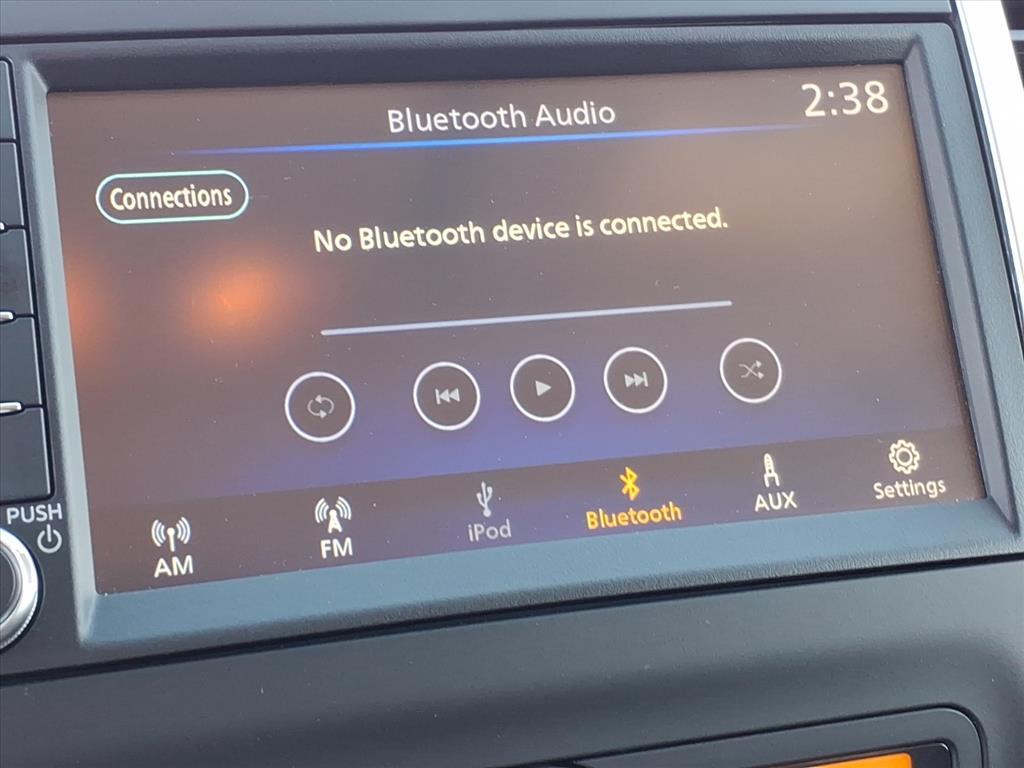 Bluetooth Audio
2:38
Connections
No Bluetooth device is connected.
AM
FM
iPod
Bluetooth
AUX
Settings
PUSH